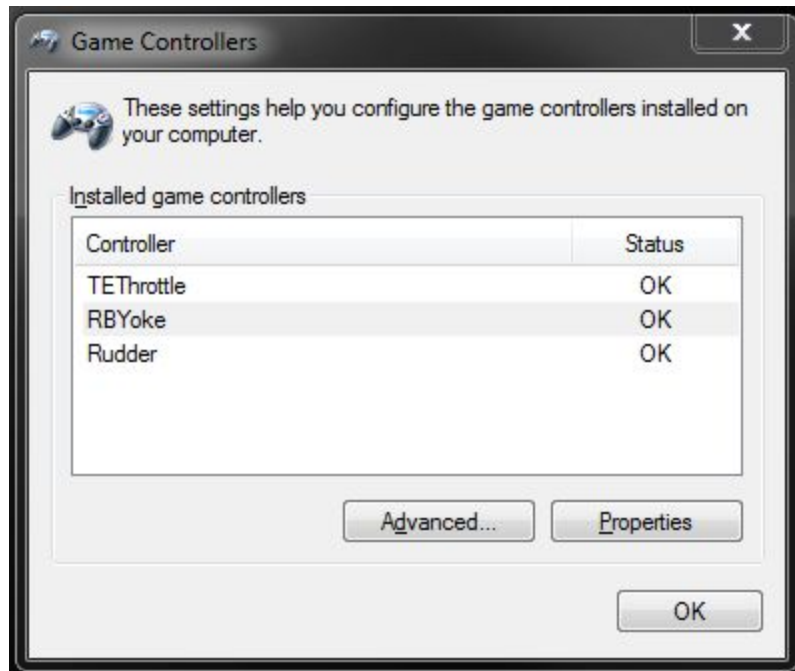 Game Controllers
x
These settings help you configure the game controllers installed on
your computer.
Installed game controllers
Controller Status
TEThrottle OK
RBYoke OK
Rudder OK
Advanced... Properties
OK